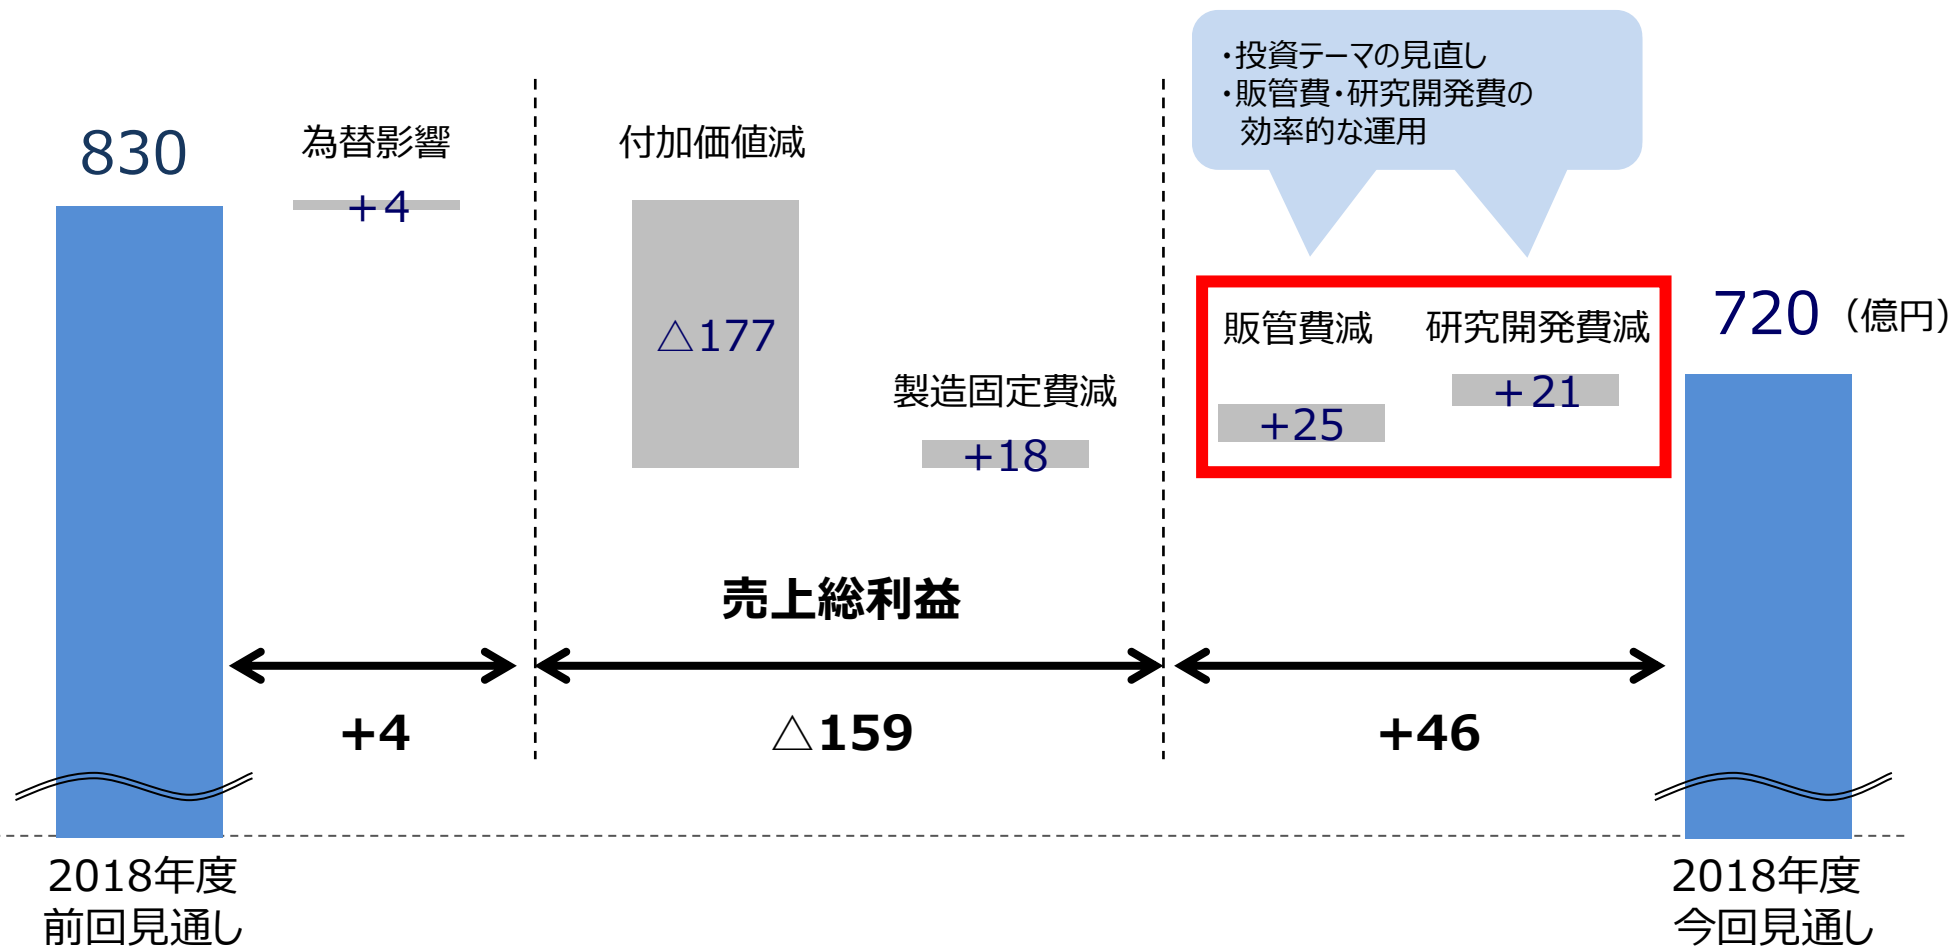 ・投資テーマの見直し
・販管費・研究開発費の
効率的な運用
830
為替影響
+4
付加価値減
△177
製造固定費減
+18
販管費減
+25
研究開発費減
+21
720
（億円）
売上総利益
+4
△159
+46
2018年度
前回見通し
2018年度
今回見通し